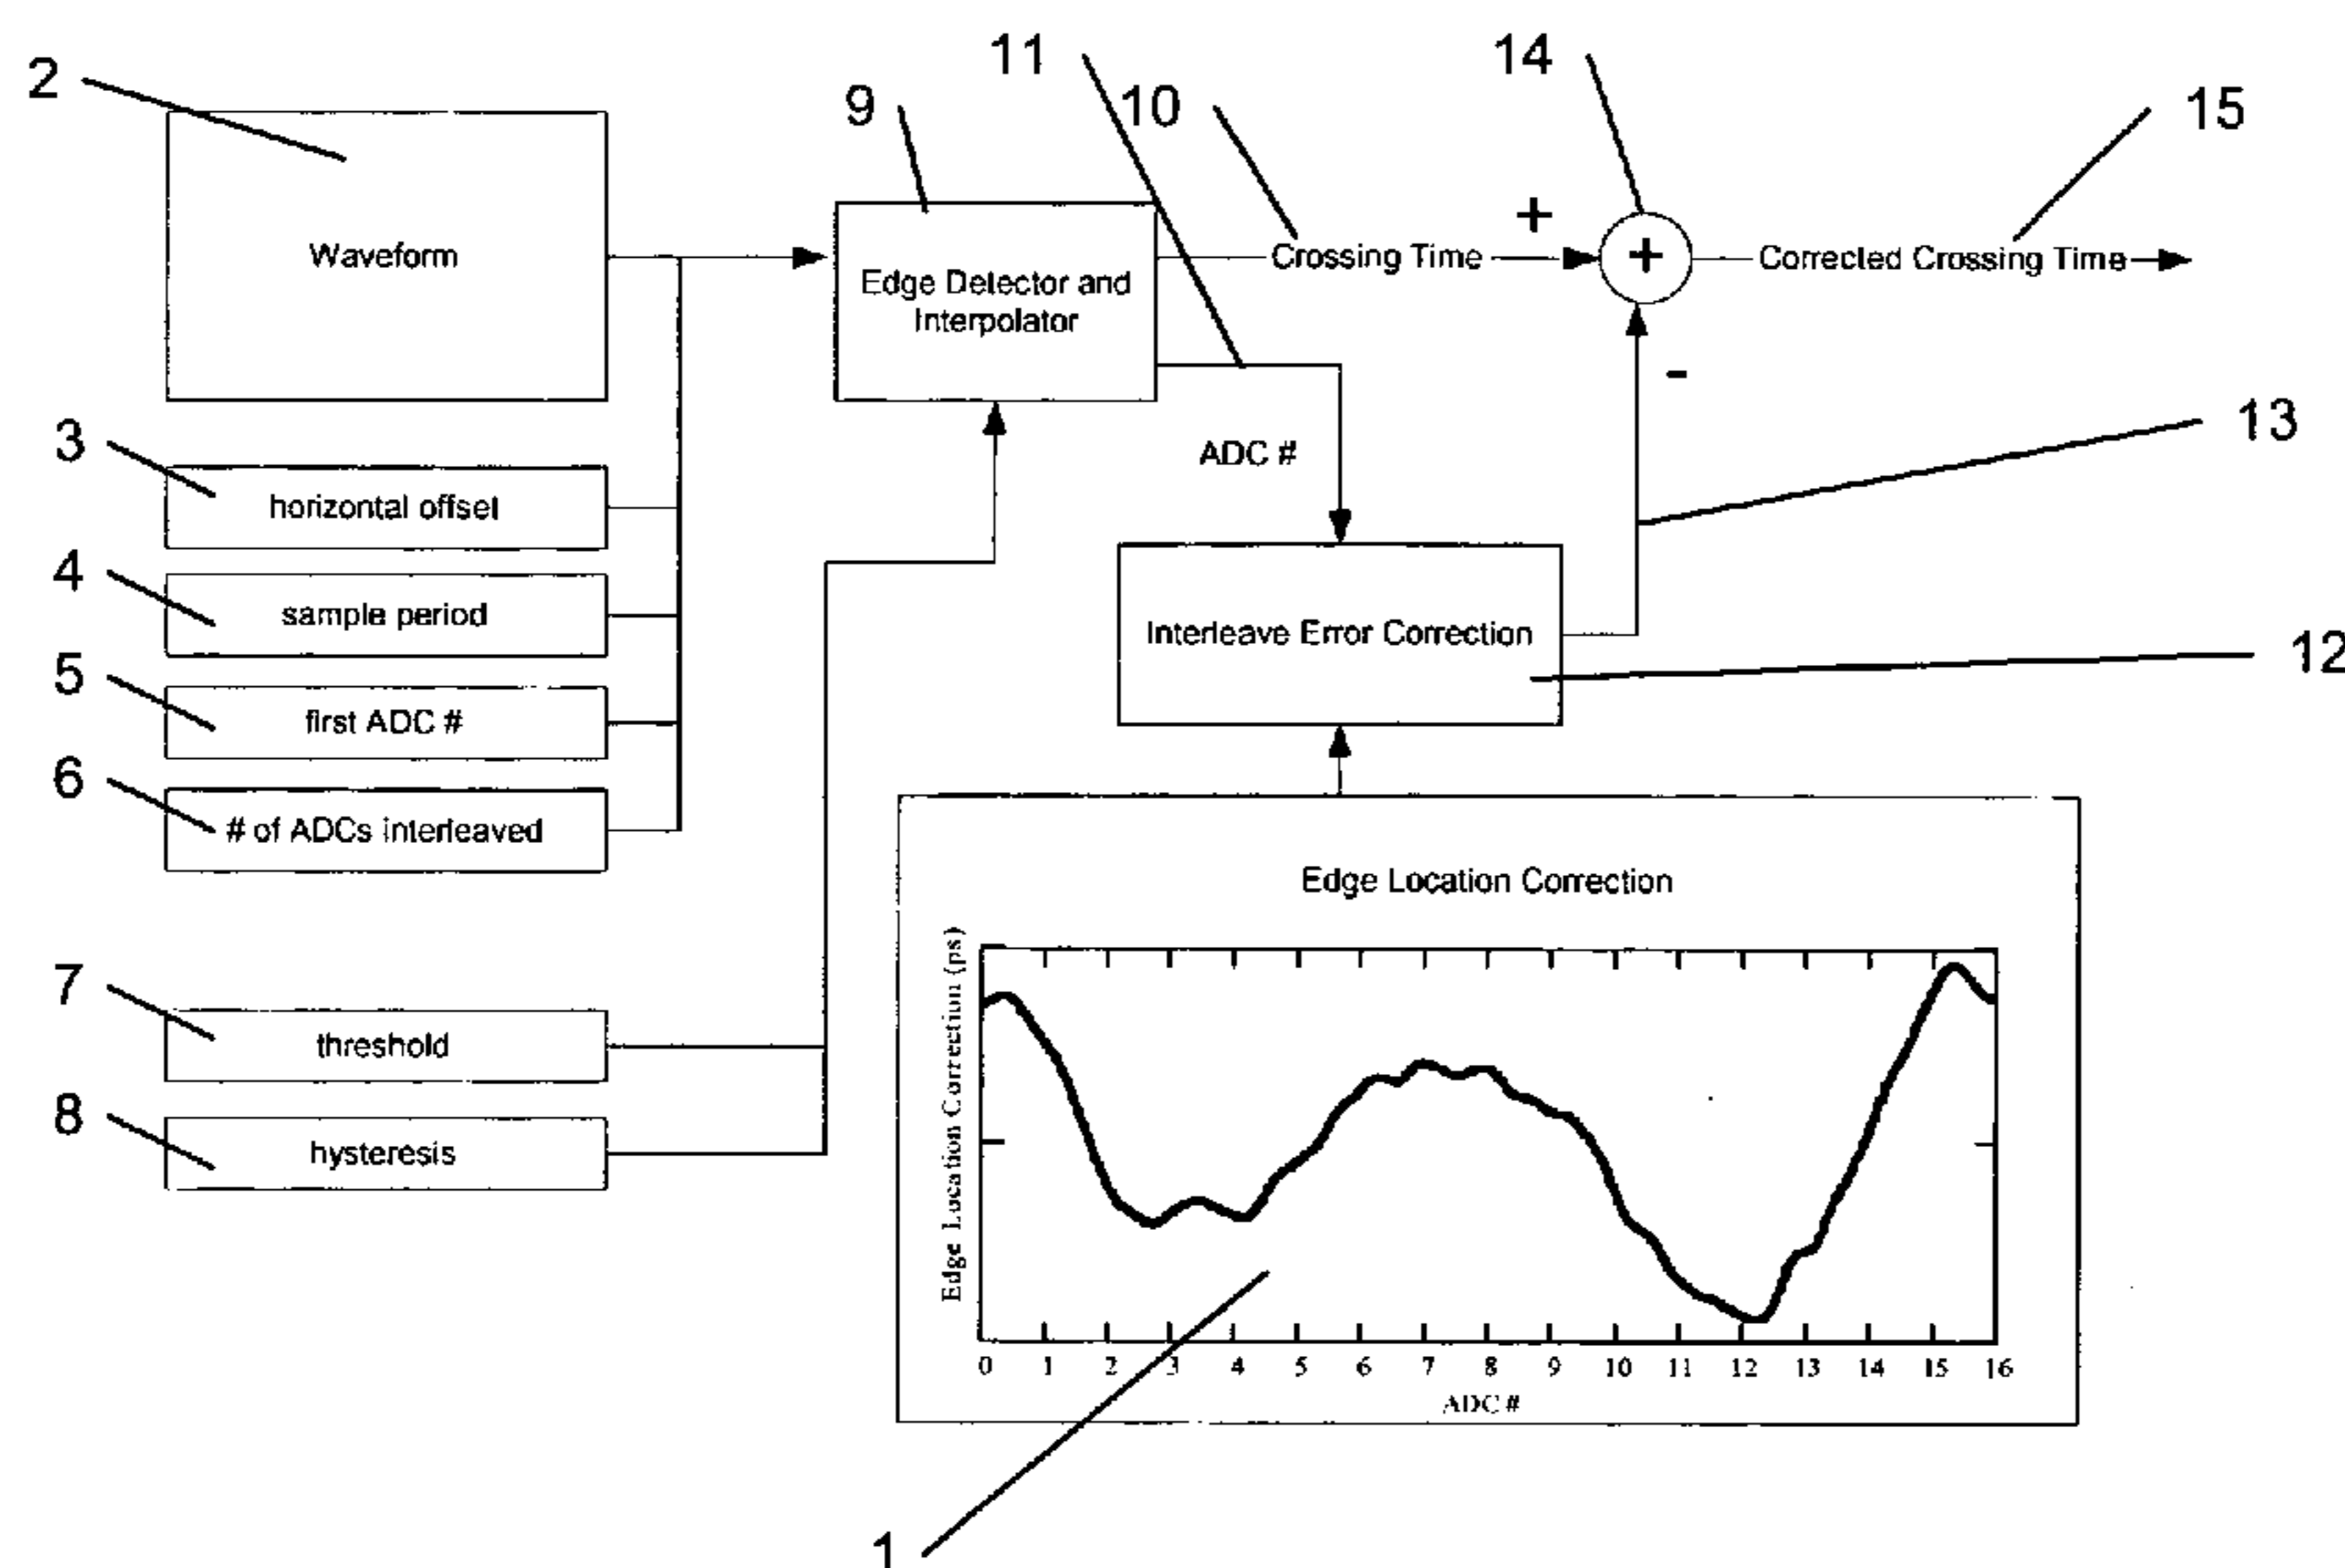 11
14
2
9
10
15
+
Waveform
Edge Detector and
Interpolator
Crossing Time
+
Corrected Crossing Time
-
3
13
ADC #
horizontal offset
4
sample period
Interleave Error Correction
12
5
first ADC #
6
# of ADCs interleaved
Edge Location Correction
7
threshold
8
hysteresis
Edge Location Correction (ps)
0 1 2 3 4 5 6 7 8 9 10 11 12 13 14 15 16
ADC #
1